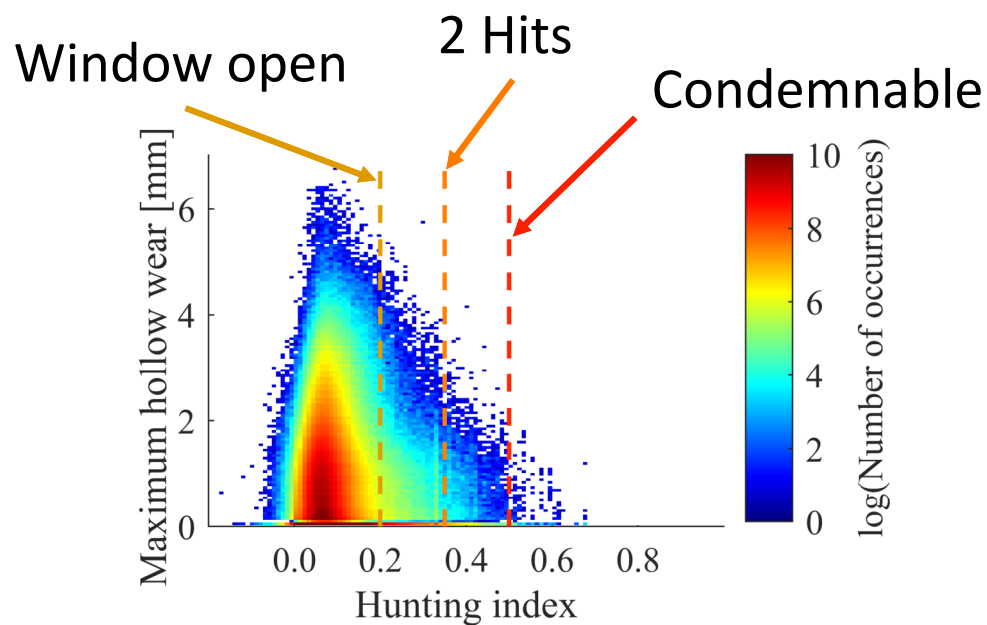 2 Hits
Window open
Condemnable
Maximum hollow wear [mm]
6
4
2
0
0.0 0.2 0.4 0.6 0.8
Hunting index
10
8
6
4
2
0
log(Number of occurrences)